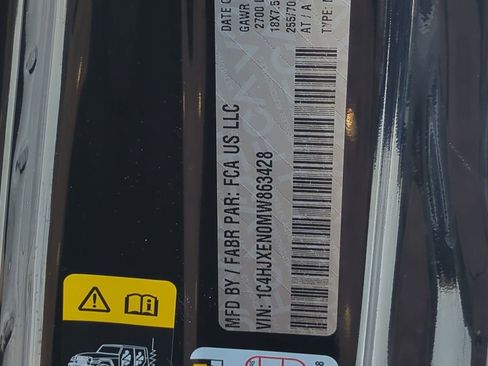 MFD BY / FABR PAR: FCA US LLC
VIN: 1C4HJXEN0MW863428
DATE O
GAWR
2700
18X7.5
255/70
AT / A
TYPE: